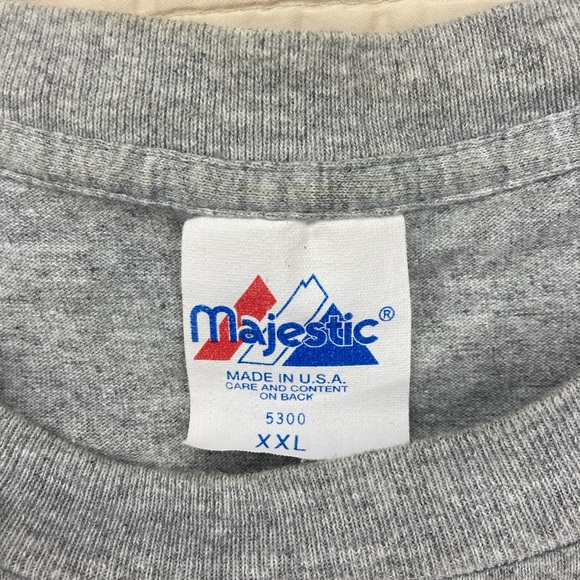 Majestic®
MADE IN U.S.A.
CARE AND CONTENT
ON BACK
5300
XXL